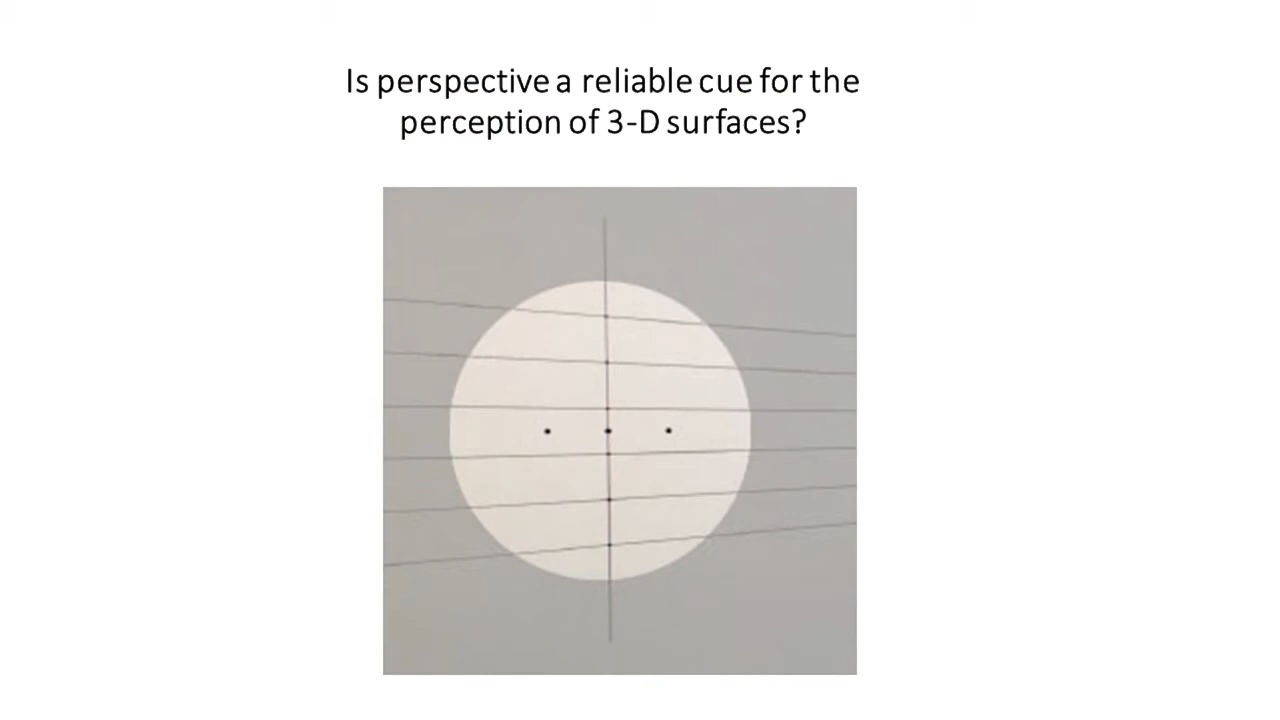 Is perspective a reliable cue for the
perception of 3-D surfaces?